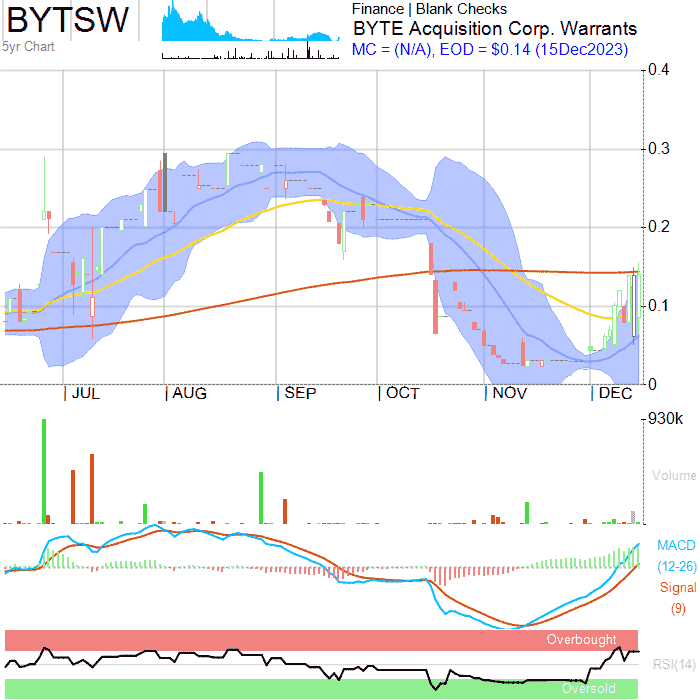 BYTSW
5yr Chart
Finance | Blank Checks
BYTE Acquisition Corp. Warrants
MC = (N/A), EOD = $0.14 (15Dec2023)
0.4
0.3
0.2
0.1
0
JUL AUG SEP OCT NOV DEC
930k
Volume
MACD
(12-26)
Signal
(9)
Overbought
RSI(14)
Oversold